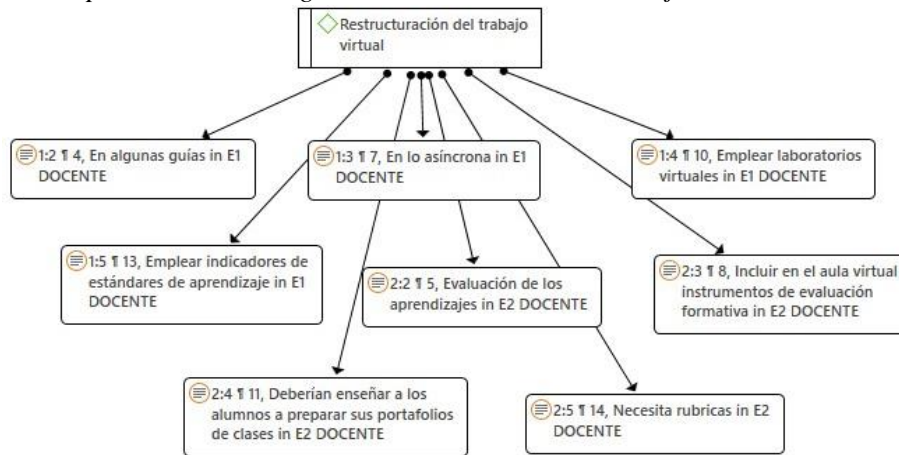 Restructuración del trabajo
virtual
1:2 ¶ 4, En algunas guías in E1
DOCENTE
1:3 ¶ 7, En lo asíncrona in E1
DOCENTE
1:4 ¶ 10, Emplear laboratorios
virtuales in E1 DOCENTE
1:5 ¶ 13, Emplear indicadores de
estándares de aprendizaje in E1
DOCENTE
2:2 ¶ 5, Evaluación de los
aprendizajes in E2 DOCENTE
2:3 ¶ 8, Incluir en el aula virtual
instrumentos de evaluación
formativa in E2 DOCENTE
2:4 ¶ 11, Deberían enseñar a los
alumnos a preparar sus portafolios
de clases in E2 DOCENTE
2:5 ¶ 14, Necesita rubricas in E2
DOCENTE